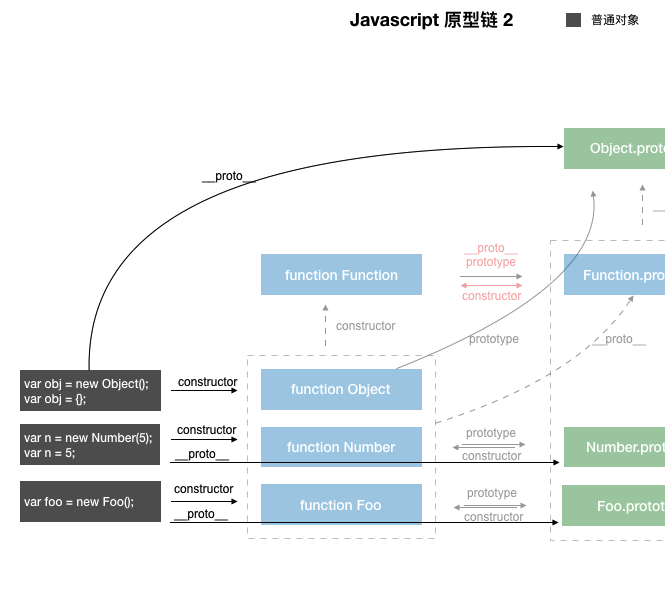 Javascript 原型链 2
普通对象
Object.proto
__proto__
__proto__
prototype
function Function
Function.pro
constructor
constructor
prototype
__proto__
var obj = new Object();
var obj = {};
constructor
function Object
var n = new Number(5);
var n = 5;
constructor
__proto__
function Number
prototype
constructor
Number.prot
var foo = new Foo();
constructor
__proto__
function Foo
prototype
constructor
Foo.protot